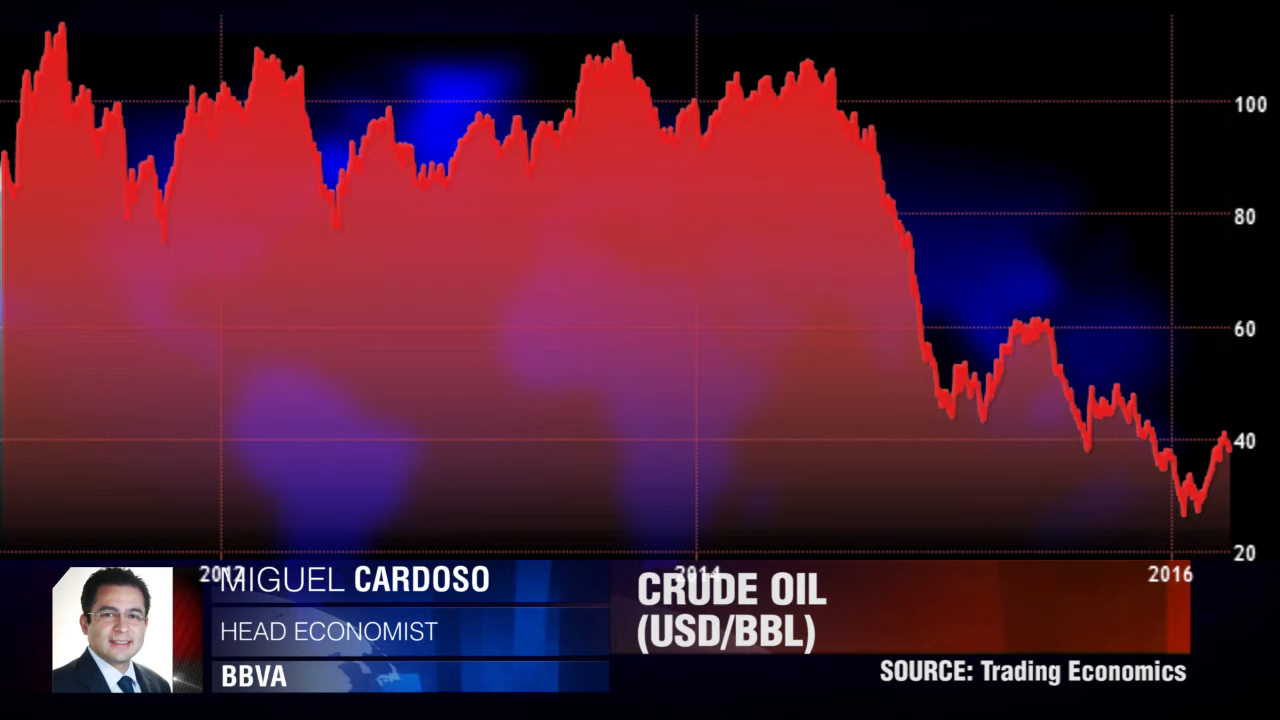 100
80
60
40
20
2012
2014
2016
MIGUEL CARDOSO
HEAD ECONOMIST
BBVA
CRUDE OIL
(USD/BBL)
SOURCE: Trading Economics